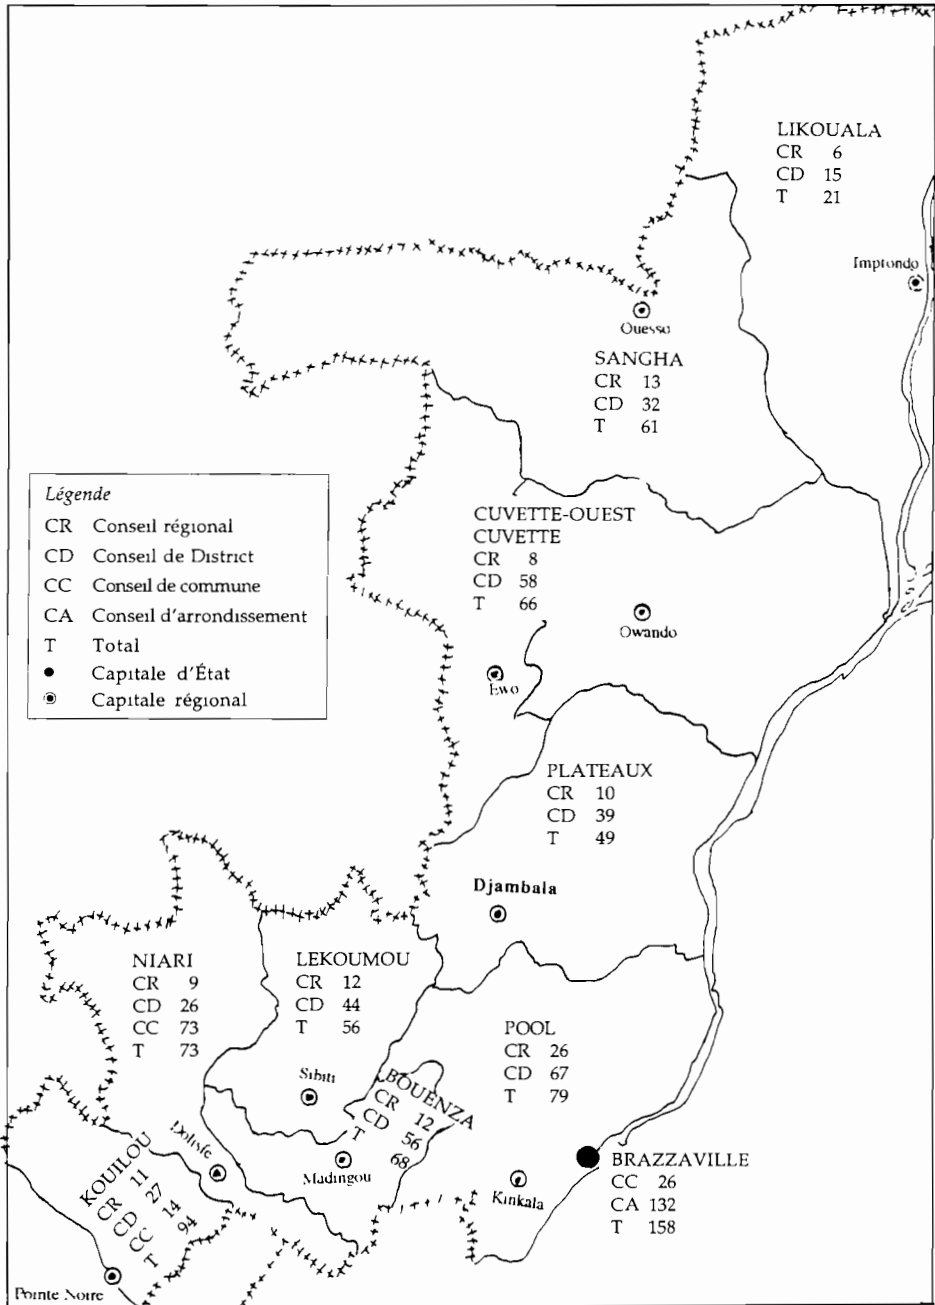 LIKOUALA
CR 6
CD 15
T 21
Imptondo
Ouesso
SANGHA
CR 13
CD 32
T 61
Légende
CR Conseil régional
CD Conseil de District
CC Conseil de commune
CA Conseil d'arrondissement
T Total
Capitale d'État
Capitale régional
CUVETTE-OUEST
CUVETTE
CR 8
CD 58
T 66
Owando
Ewo
PLATEAUX
CR 10
CD 39
T 49
Djambala
NIARI
CR 9
CD 26
CC 73
T 73
LEKOUMOU
CR 12
CD 44
T 56
Sibiti
POOL
CR 26
CD 67
T 79
BOUENZA
CR 12
CD 56
T 68
Madingou
Dolisie
KOUILOU
CR 11
CD 27
CC 14
T 94
Pointe Noire
Kinkala
BRAZZAVILLE
CC 26
CA 132
T 158